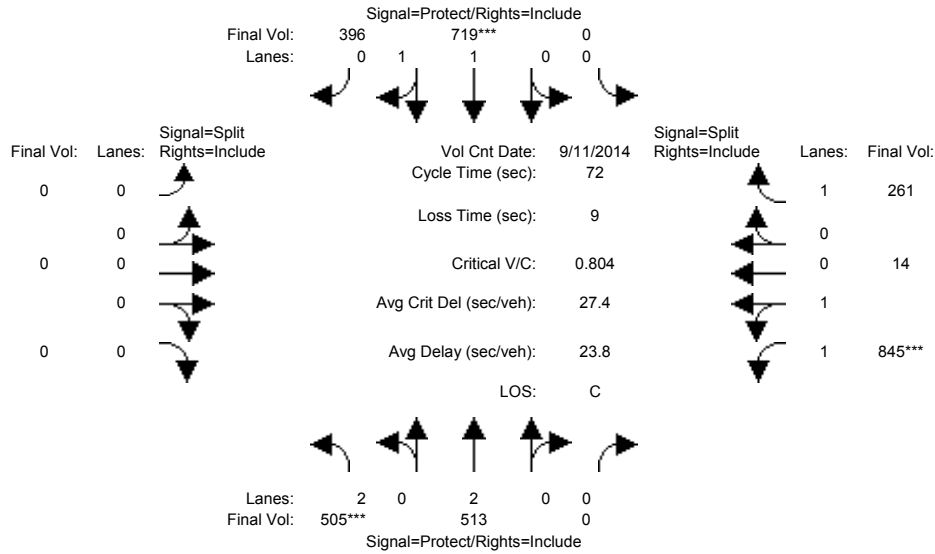 Signal=Protect/Rights=Include
Final Vol: 396 719*** 0
Lanes: 0 1 1 0 0
Signal=Split Signal=Split
Final Vol: Lanes: Rights=Include Vol Cnt Date: 9/11/2014 Rights=Include Lanes: Final Vol:
Cycle Time (sec): 72
0 0 1 261
Loss Time (sec): 9
0 0
0 0 Critical V/C: 0.804 0 14
0 Avg Crit Del (sec/veh): 27.4 1
0 0 Avg Delay (sec/veh): 23.8 1 845***
LOS: C
Lanes: 2 0 2 0 0
Final Vol: 505*** 513 0
Signal=Protect/Rights=Include